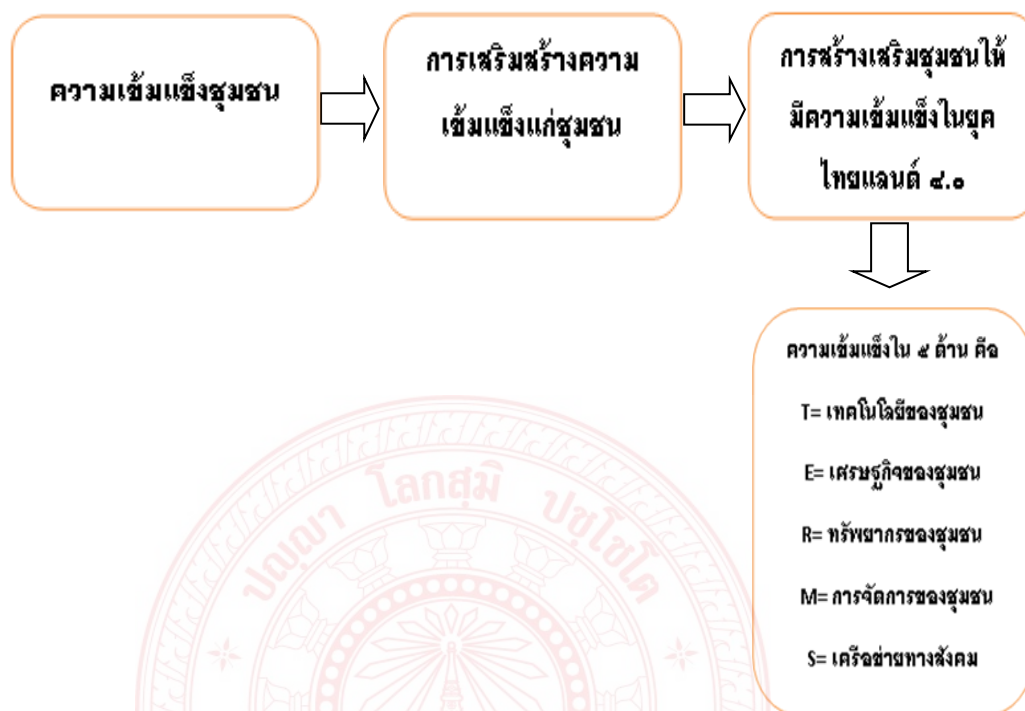 ความเข้มแข็งชุมชน
การเสริมสร้างความ
เข้มแข็งแก่ชุมชน
การสร้างเสริมชุมชนให้
มีความเข้มแข็งในยุค
ไทยแลนด์ ๔.๐
ความเข้มแข็งใน ๕ ด้าน คือ
T= เทคโนโลยีของชุมชน
E= เศรษฐกิจของชุมชน
R= ทรัพยากรของชุมชน
M= การจัดการของชุมชน
S= เครือข่ายทางสังคม
ปญฺญา โลกสฺมิ ปชฺโชโต